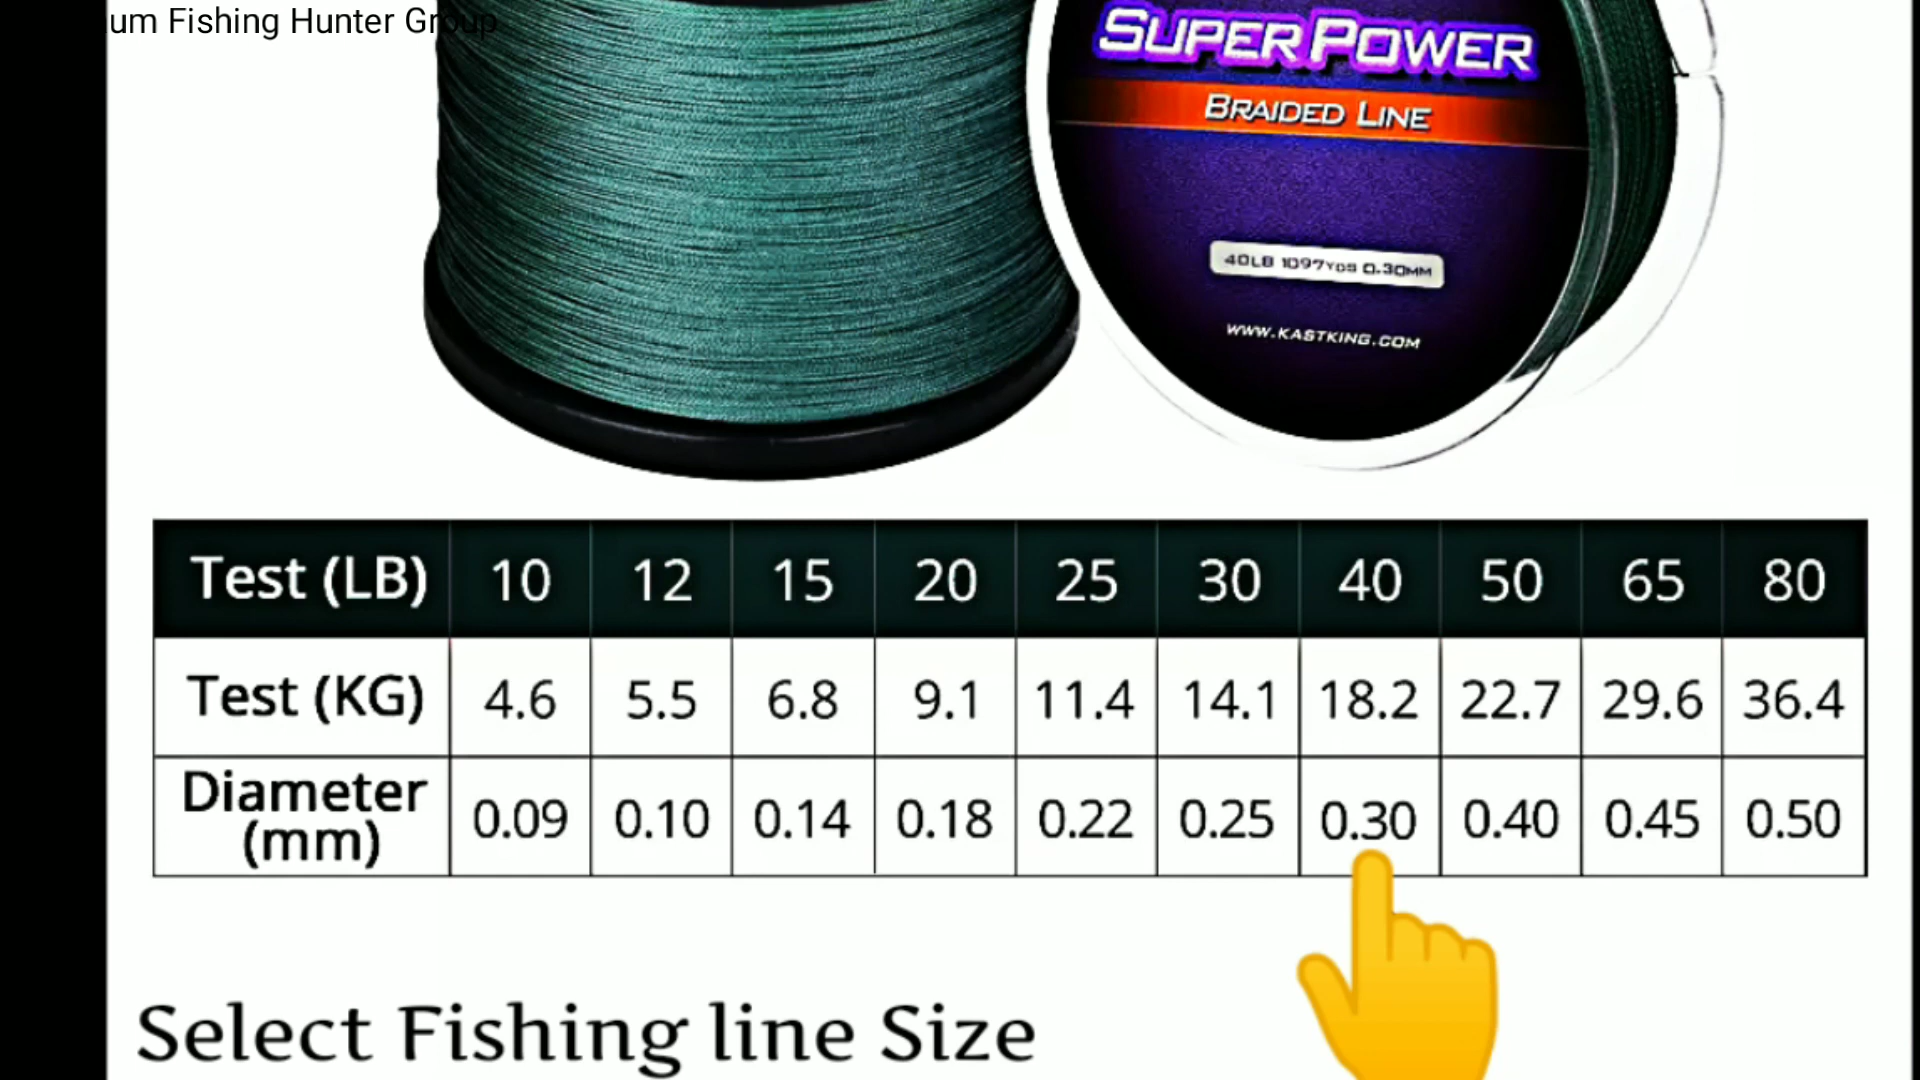 um Fishing Hunter Group
SUPERPOWER
BRAIDED LINE
40LB 1097YDS 0.30MM
WWW.KASTKING.COM
Test (LB) 10 12 15 20 25 30 40 50 65 80
Test (KG) 4.6 5.5 6.8 9.1 11.4 14.1 18.2 22.7 29.6 36.4
Diameter (mm) 0.09 0.10 0.14 0.18 0.22 0.25 0.30 0.40 0.45 0.50
Select Fishing line Size